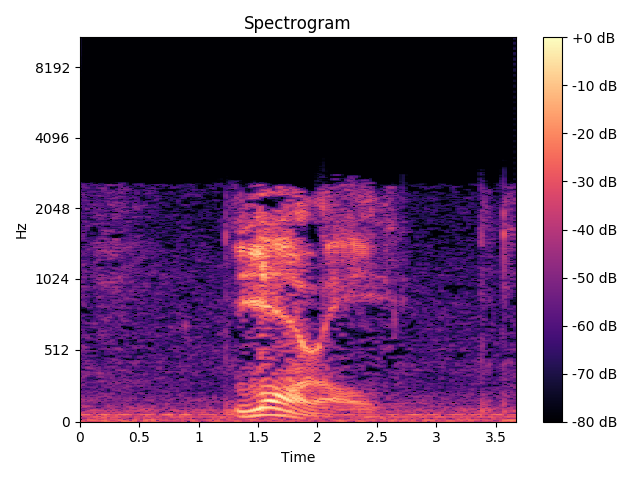 Spectrogram
+0 dB
8192
-10 dB
4096
-20 dB
-30 dB
2048
Hz
-40 dB
1024
-50 dB
-60 dB
512
-70 dB
0
-80 dB
0 0.5 1 1.5 2 2.5 3 3.5
Time